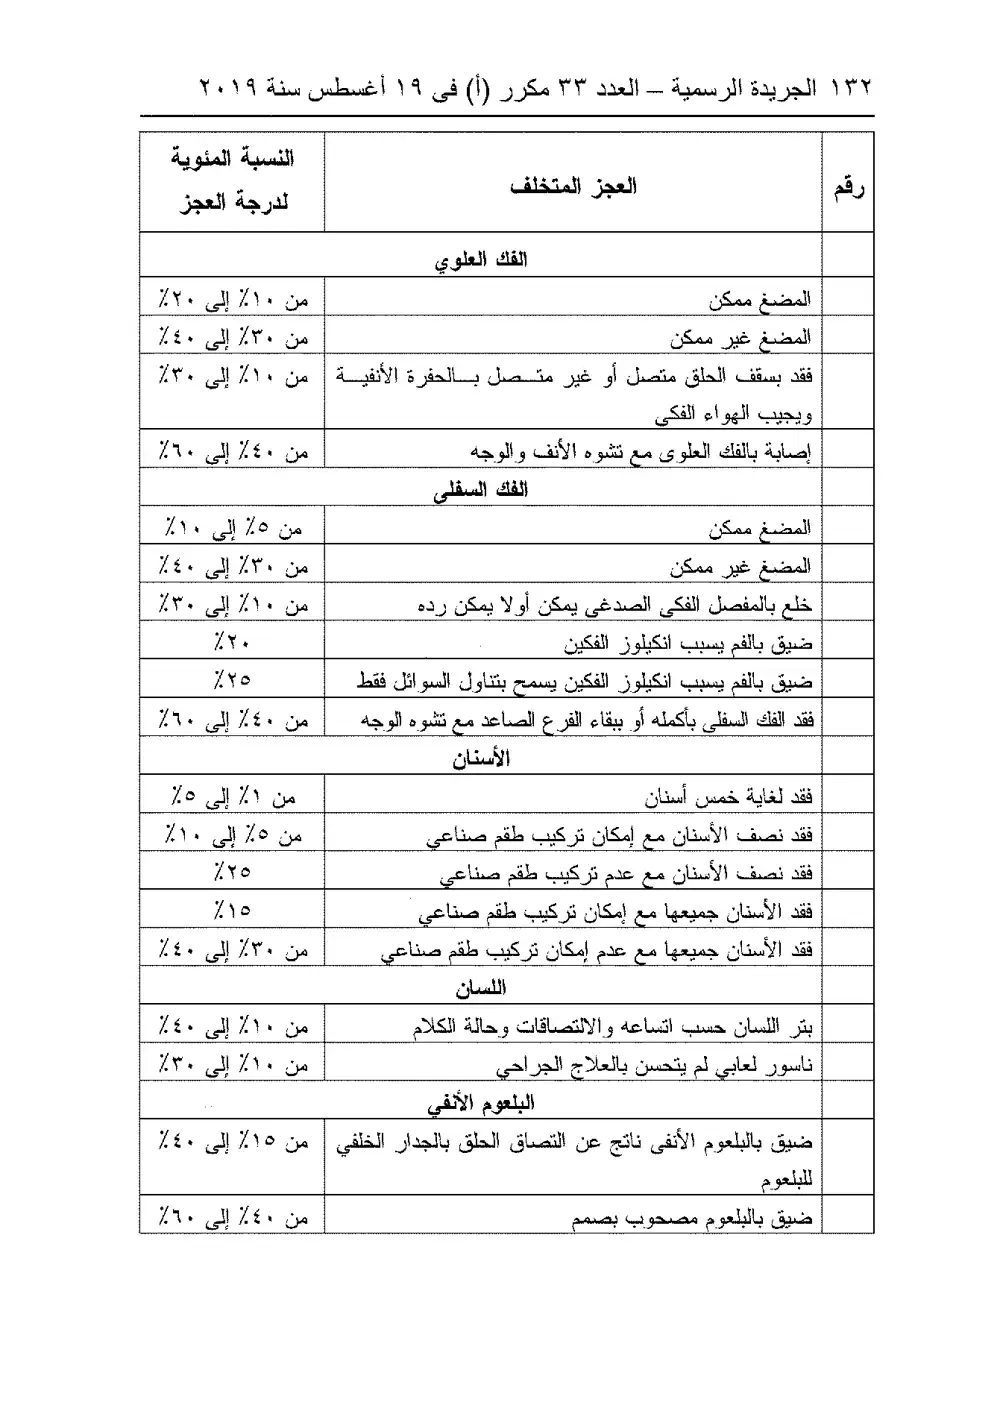 ١٣٢ الجريدة الرسمية – العدد ٣٣ مكرر (أ) فى ١٩ أغسطس سنة ٢٠١٩
رقم العجز المتخلف النسبة المئوية
لدرجة العجز
الفك العلوي
المضغ ممكن من ١٠٪ إلى ٢٠٪
المضغ غير ممكن من ٣٠٪ إلى ٤٠٪
فقد بسقف الحلق متصل أو غير متصل بالحفرة الأنفية من ١٠٪ إلى ٣٠٪
ويجيب الهواء الفكى
إصابة بالفك العلوى مع تشوه الأنف والوجه من ٤٠٪ إلى ٦٠٪
الفك السفلى
المضغ ممكن من ٥٪ إلى ١٠٪
المضغ غير ممكن من ٣٠٪ إلى ٤٠٪
خلع بالمفصل الفكى الصدغى يمكن أولا يمكن رده من ١٠٪ إلى ٣٠٪
ضيق بالفم يسبب انكيلوز الفكين ٢٠٪
ضيق بالفم يسبب انكيلوز الفكين يسمح بتناول السوائل فقط ٢٥٪
فقد الفك السفلى بأكمله أو ببقاء الفرع الصاعد مع تشوه الوجه من ٤٠٪ إلى ٦٠٪
الأسنان
فقد لغاية خمس أسنان من ١٪ إلى ٥٪
فقد نصف الأسنان مع إمكان تركيب طقم صناعي من ٥٪ إلى ١٠٪
فقد نصف الأسنان مع عدم تركيب طقم صناعي ٢٥٪
فقد الأسنان جميعها مع إمكان تركيب طقم صناعي ١٥٪
فقد الأسنان جميعها مع عدم إمكان تركيب طقم صناعي من ٣٠٪ إلى ٤٠٪
اللسان
بتر اللسان حسب اتساعه والالتصاقات وحالة الكلام من ١٠٪ إلى ٤٠٪
ناسور لعابي لم يتحسن بالعلاج الجراحي من ١٠٪ إلى ٣٠٪
البلعوم الأنفي
ضيق بالبلعوم الأنفى ناتج عن التصاق الحلق بالجدار الخلفي من ١٥٪ إلى ٤٠٪
للبلعوم
ضيق بالبلعوم مصحوب بصمم من ٤٠٪ إلى ٦٠٪